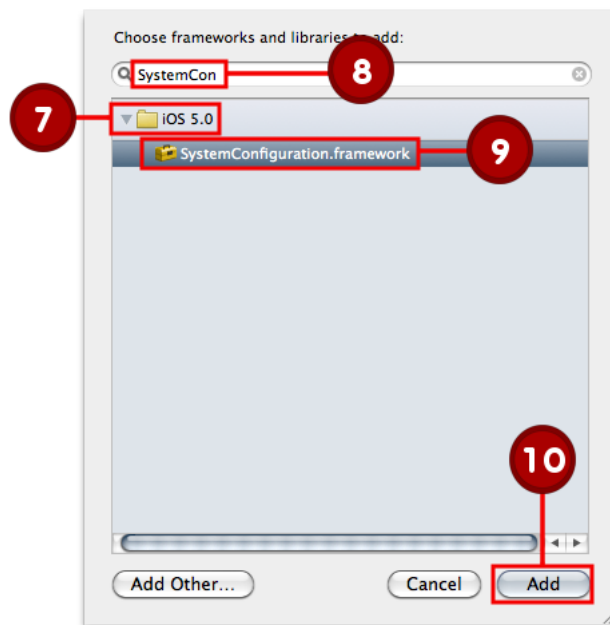 Choose frameworks and libraries to add:
8
SystemCon
7
iOS 5.0
9
SystemConfiguration.framework
10
Add Other...
Cancel
Add